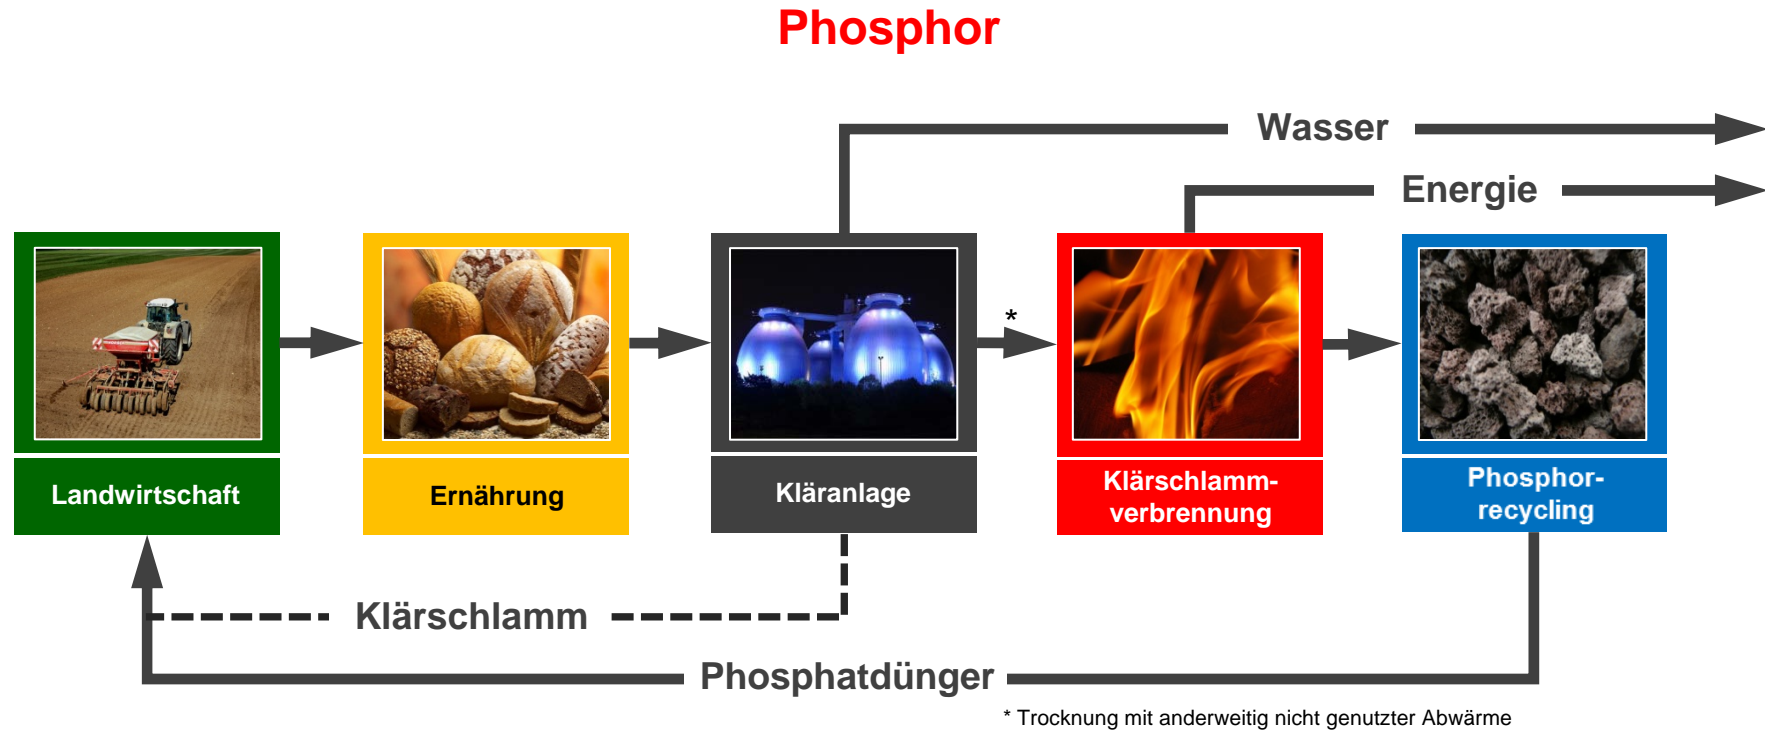 Phosphor
Wasser
Energie
*
Landwirtschaft
Ernährung
Kläranlage
Klärschlamm-
verbrennung
Phosphor-
recycling
Klärschlamm
Phosphatdünger
* Trocknung mit anderweitig nicht genutzter Abwärme